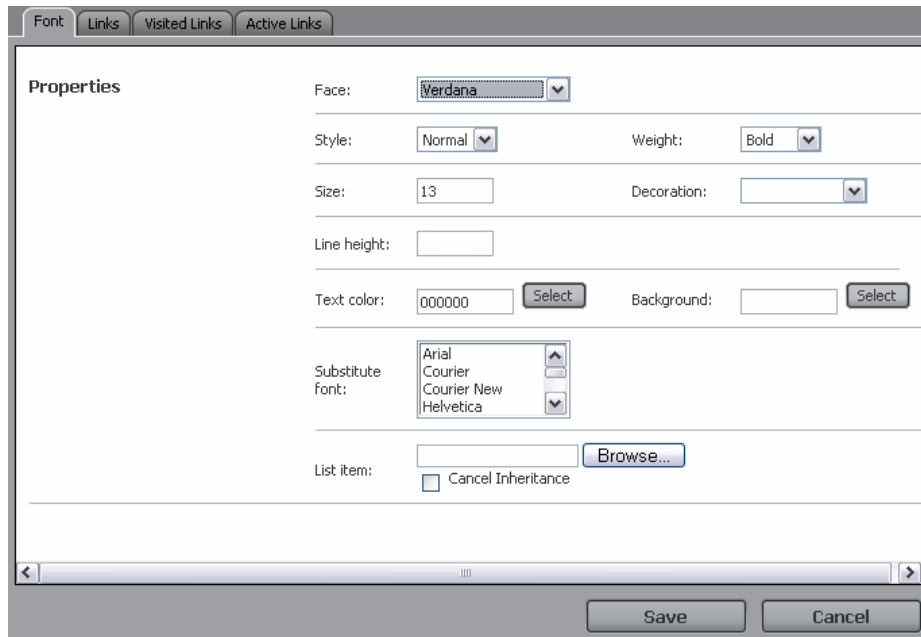 Font Links Visited Links Active Links
Properties
Face: Verdana
Style: Normal Weight: Bold
Size: 13 Decoration:
Line height:
Text color: 000000 Select Background: Select
Substitute
font:
Arial
Courier
Courier New
Helvetica
List item: Browse...
Cancel Inheritance
Save Cancel